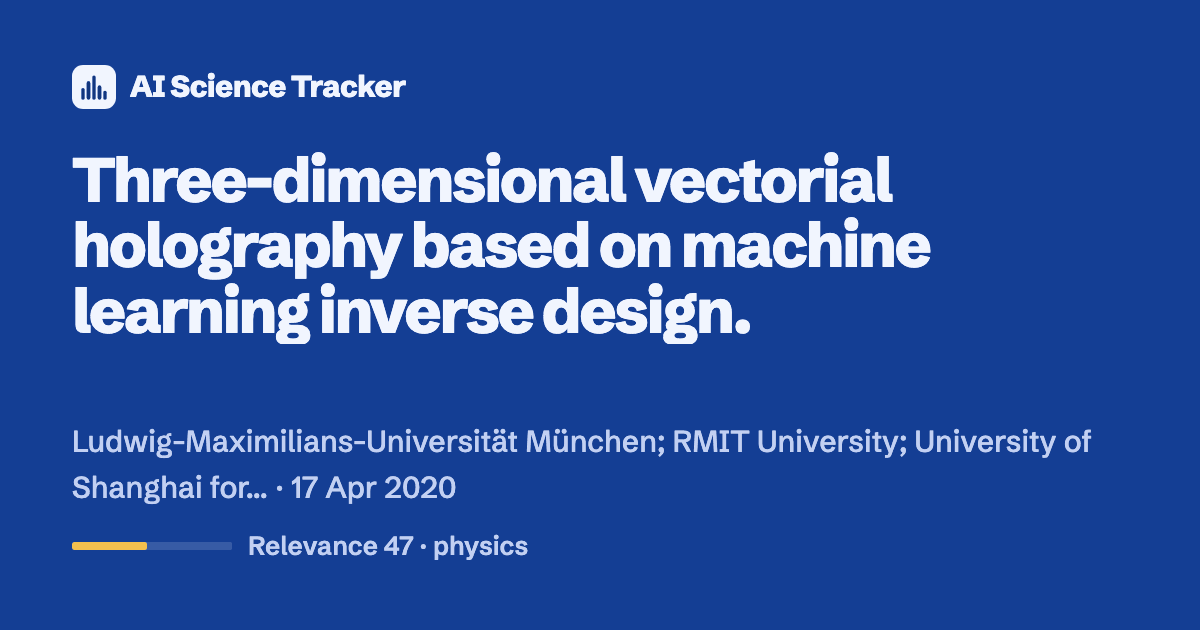 AI Science Tracker
Three-dimensional vectorial
holography based on machine
learning inverse design.
Ludwig-Maximilians-Universität München; RMIT University; University of
Shanghai for... · 17 Apr 2020
Relevance 47 · physics